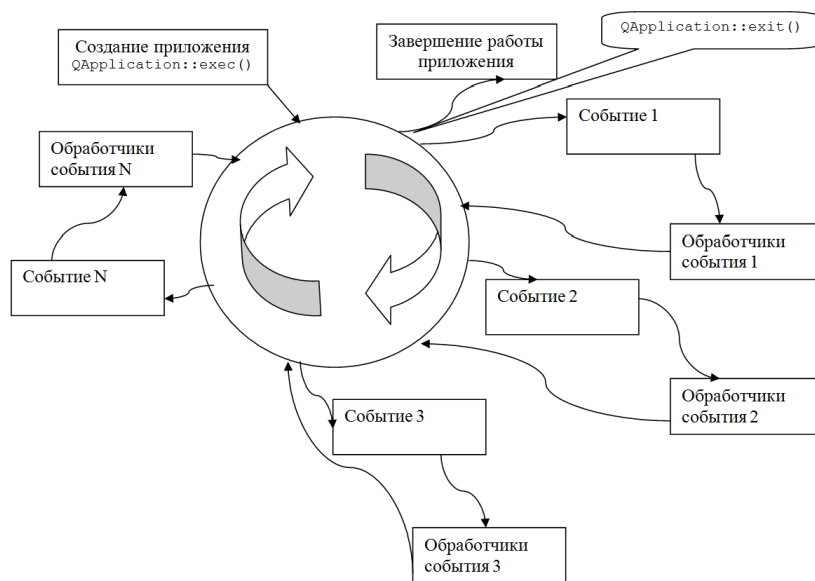 Создание приложения
QApplication::exec()
Завершение работы
приложения
QApplication::exit()
Событие 1
Обработчики
события 1
Событие 2
Обработчики
события 2
Событие 3
Обработчики
события 3
Событие N
Обработчики
события N